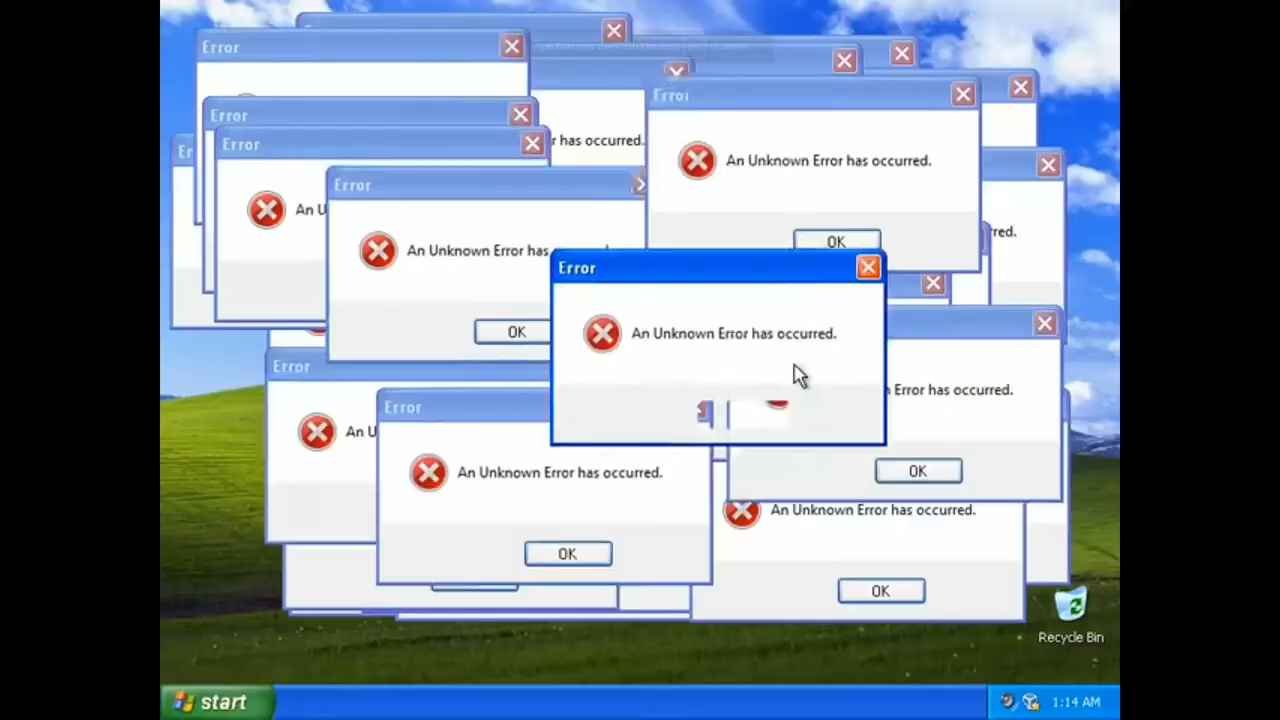 Error
Error
Error
Error
Er
r has occurred.
An Unknown Error has occurred.
An U
Error
An Unknown Error has
OK
red.
OK
Error
An Unknown Error has occurred.
Error
An U
Error
Error has occurred.
An Unknown Error has occurred.
OK
OK
An Unknown Error has occurred.
OK
Recycle Bin
start
1:14 AM